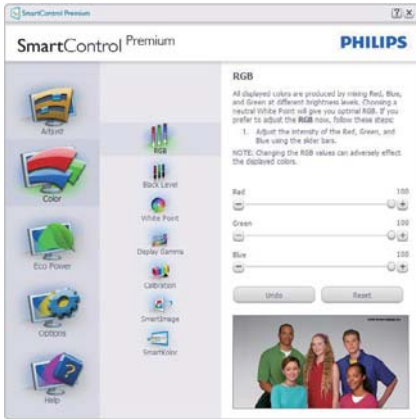 SmartControl Premium
SmartControl Premium
PHILIPS
Adjust
Color
Eco Power
Options
Help
RGB
Black Level
White Point
Display Gamma
Calibration
SmartImage
SmartKolor
RGB
All displayed colors are produced by mixing Red, Blue,
and Green at different brightness levels. Choosing a
neutral White Point will give you optimal RGB. If you
prefer to adjust the RGB now, follow these steps:
1. Adjust the intensity of the Red, Green, and
Blue using the slider bars.
NOTE: Changing the RGB values can adversely effect
the displayed colors.
Red 100
Green 100
Blue 100
Undo Reset